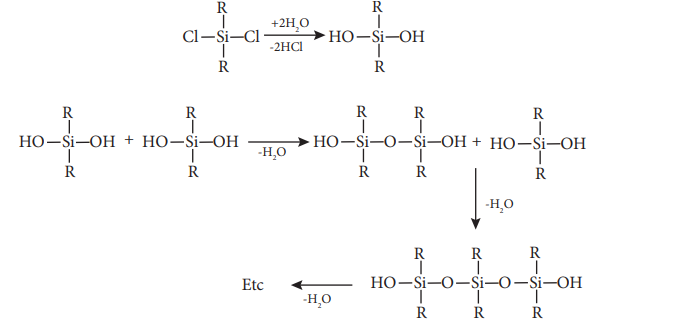 R R
+2H₂O
Cl—Si—Cl HO—Si—OH
-2HCl
R R
R R R R R
HO—Si—OH + HO—Si—OH HO—Si—O—Si—OH + HO—Si—OH
-H₂O
R R R R R
-H₂O
R R R
Etc HO—Si—O—Si—O—Si—OH
-H₂O
R R R